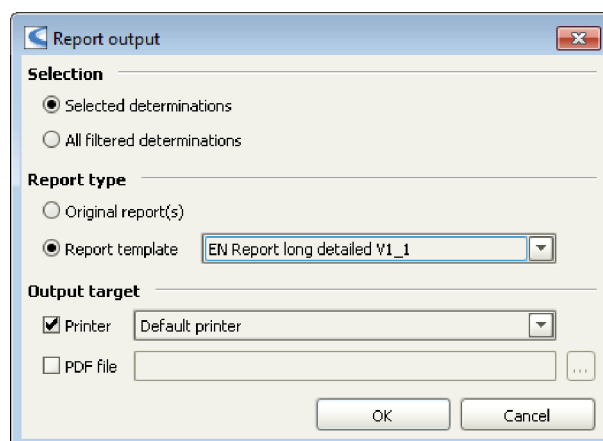 Report output
Selection
Selected determinations
All filtered determinations
Report type
Original report(s)
Report template EN Report long detailed V1_1
Output target
Printer Default printer
PDF file ...
OK Cancel